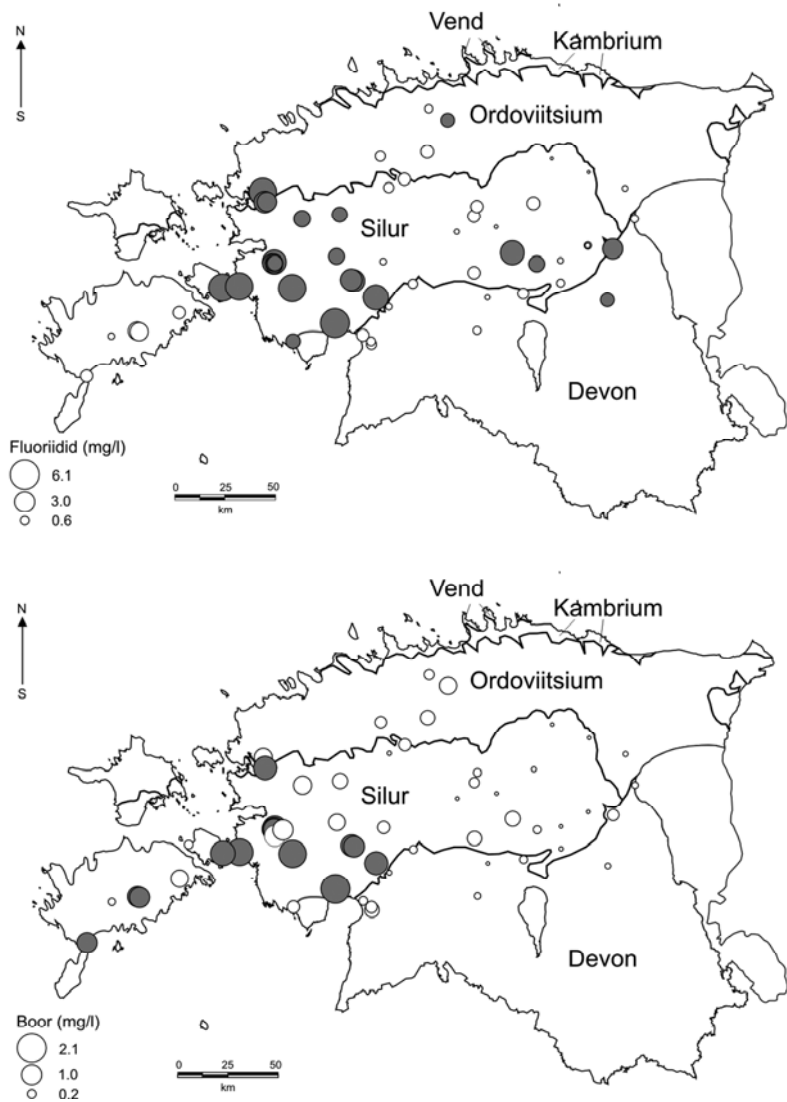 Vend
Kambrium
N
Ordoviitsium
S
Silur
Devon
Fluoriidid (mg/l)
6.1
3.0
0.6
0 25 50
km
Vend
Kambrium
N
Ordoviitsium
S
Silur
Devon
Boor (mg/l)
2.1
1.0
0.2
0 25 50
km